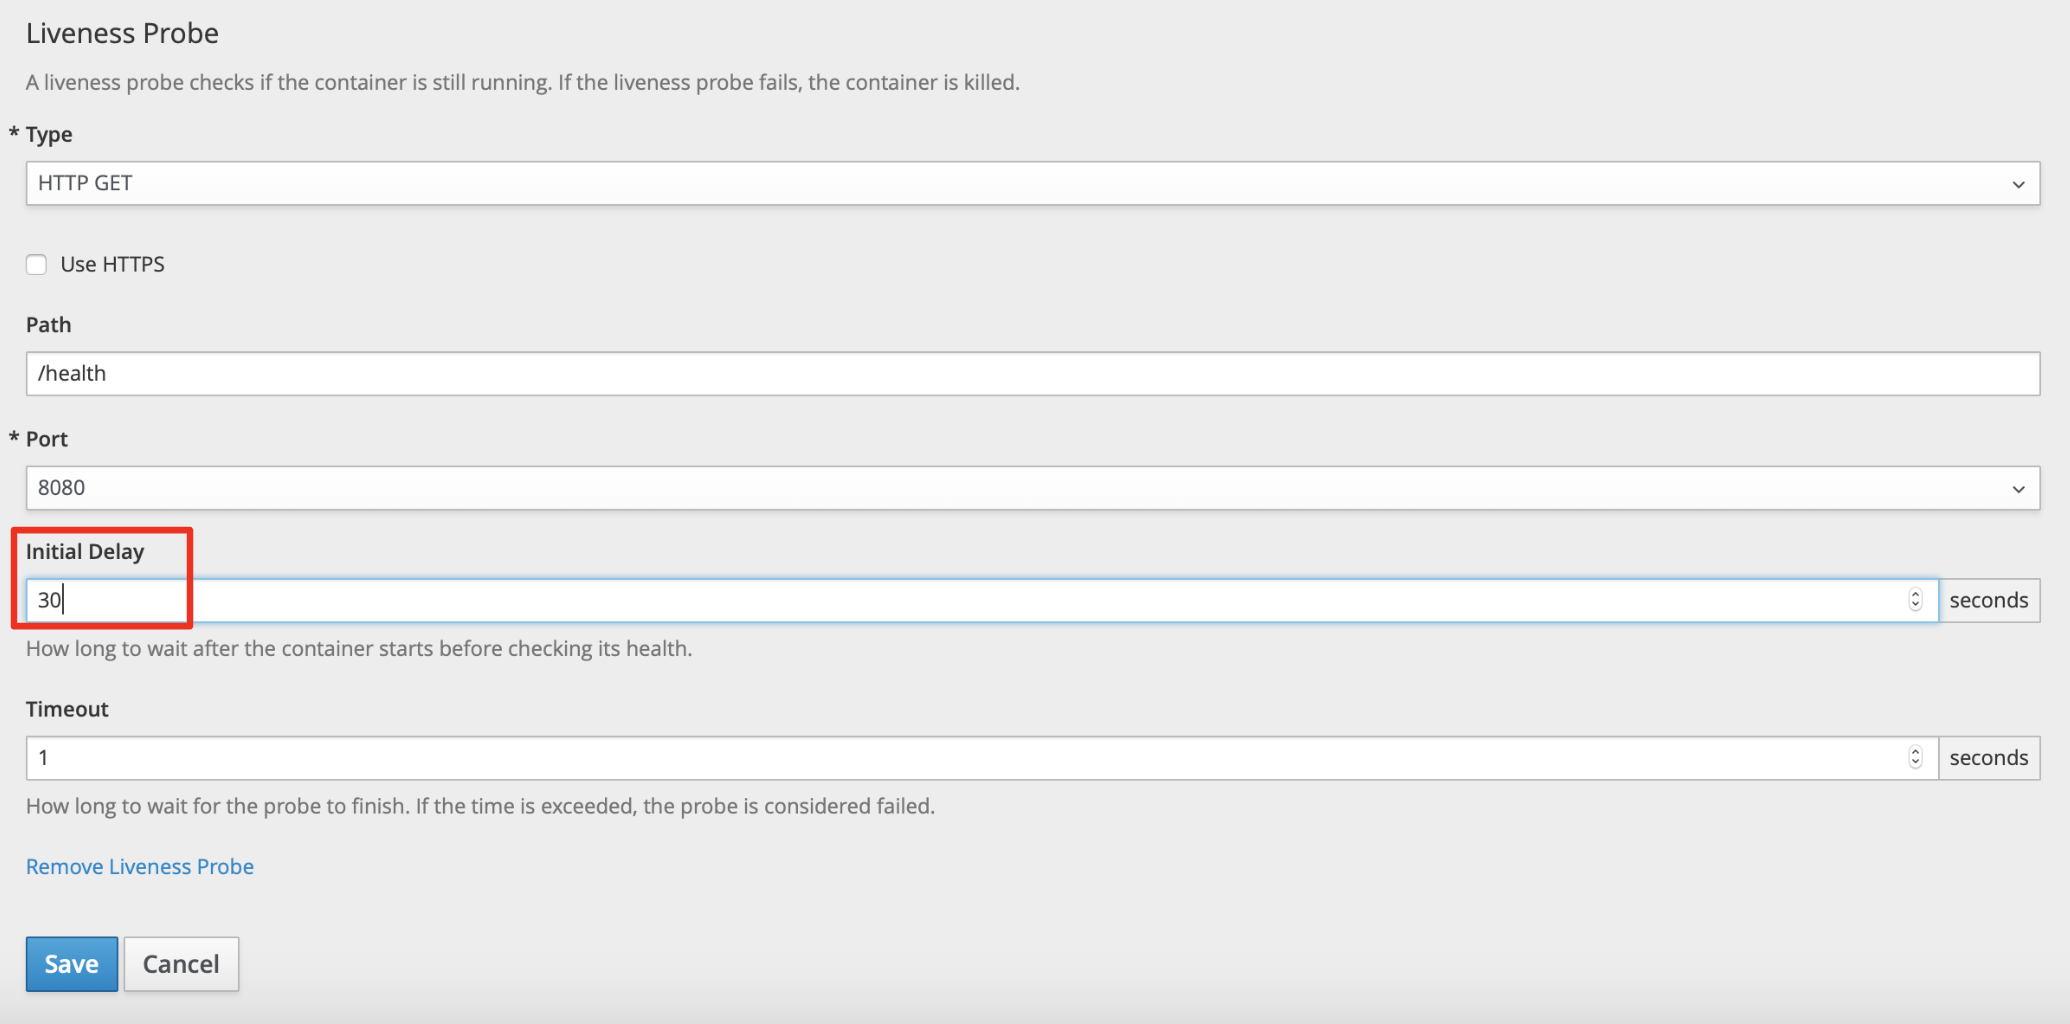 Liveness Probe
A liveness probe checks if the container is still running. If the liveness probe fails, the container is killed.
* Type
HTTP GET
Use HTTPS
Path
/health
* Port
8080
Initial Delay
30 seconds
How long to wait after the container starts before checking its health.
Timeout
1 seconds
How long to wait for the probe to finish. If the time is exceeded, the probe is considered failed.
Remove Liveness Probe
Save Cancel